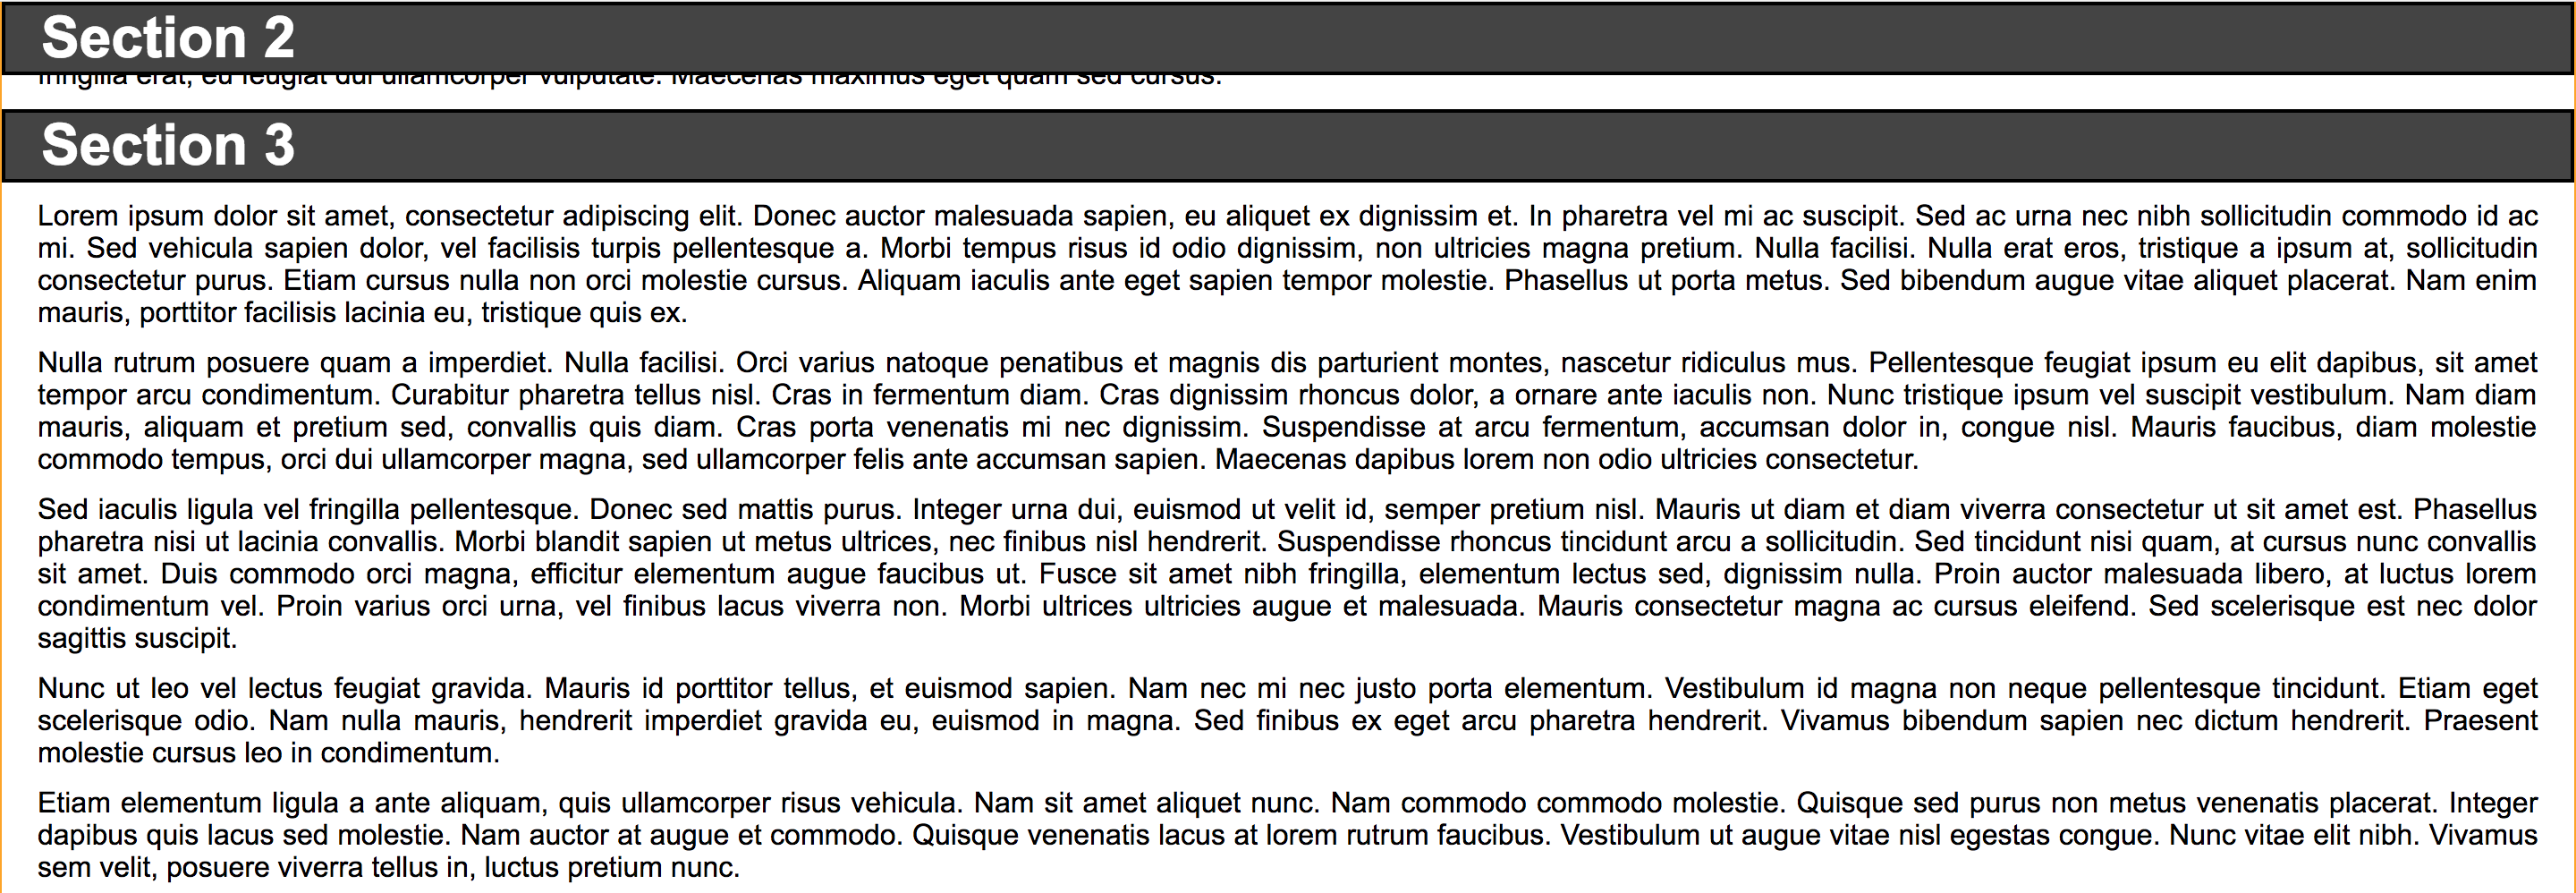 Section 2
fringilla erat, eu feugiat dui ullamcorper vulputate. Maecenas maximus eget quam sed cursus.
Section 3
Lorem ipsum dolor sit amet, consectetur adipiscing elit. Donec auctor malesuada sapien, eu aliquet ex dignissim et. In pharetra vel mi ac suscipit. Sed ac urna nec nibh sollicitudin commodo id ac
mi. Sed vehicula sapien dolor, vel facilisis turpis pellentesque a. Morbi tempus risus id odio dignissim, non ultricies magna pretium. Nulla facilisi. Nulla erat eros, tristique a ipsum at, sollicitudin
consectetur purus. Etiam cursus nulla non orci molestie cursus. Aliquam iaculis ante eget sapien tempor molestie. Phasellus ut porta metus. Sed bibendum augue vitae aliquet placerat. Nam enim
mauris, porttitor facilisis lacinia eu, tristique quis ex.
Nulla rutrum posuere quam a imperdiet. Nulla facilisi. Orci varius natoque penatibus et magnis dis parturient montes, nascetur ridiculus mus. Pellentesque feugiat ipsum eu elit dapibus, sit amet
tempor arcu condimentum. Curabitur pharetra tellus nisl. Cras in fermentum diam. Cras dignissim rhoncus dolor, a ornare ante iaculis non. Nunc tristique ipsum vel suscipit vestibulum. Nam diam
mauris, aliquam et pretium sed, convallis quis diam. Cras porta venenatis mi nec dignissim. Suspendisse at arcu fermentum, accumsan dolor in, congue nisl. Mauris faucibus, diam molestie
commodo tempus, orci dui ullamcorper magna, sed ullamcorper felis ante accumsan sapien. Maecenas dapibus lorem non odio ultricies consectetur.
Sed iaculis ligula vel fringilla pellentesque. Donec sed mattis purus. Integer urna dui, euismod ut velit id, semper pretium nisl. Mauris ut diam et diam viverra consectetur ut sit amet est. Phasellus
pharetra nisi ut lacinia convallis. Morbi blandit sapien ut metus ultrices, nec finibus nisl hendrerit. Suspendisse rhoncus tincidunt arcu a sollicitudin. Sed tincidunt nisi quam, at cursus nunc convallis
sit amet. Duis commodo orci magna, efficitur elementum augue faucibus ut. Fusce sit amet nibh fringilla, elementum lectus sed, dignissim nulla. Proin auctor malesuada libero, at luctus lorem
condimentum vel. Proin varius orci urna, vel finibus lacus viverra non. Morbi ultrices ultricies augue et malesuada. Mauris consectetur magna ac cursus eleifend. Sed scelerisque est nec dolor
sagittis suscipit.
Nunc ut leo vel lectus feugiat gravida. Mauris id porttitor tellus, et euismod sapien. Nam nec mi nec justo porta elementum. Vestibulum id magna non neque pellentesque tincidunt. Etiam eget
scelerisque odio. Nam nulla mauris, hendrerit imperdiet gravida eu, euismod in magna. Sed finibus ex eget arcu pharetra hendrerit. Vivamus bibendum sapien nec dictum hendrerit. Praesent
molestie cursus leo in condimentum.
Etiam elementum ligula a ante aliquam, quis ullamcorper risus vehicula. Nam sit amet aliquet nunc. Nam commodo commodo molestie. Quisque sed purus non metus venenatis placerat. Integer
dapibus quis lacus sed molestie. Nam auctor at augue et commodo. Quisque venenatis lacus at lorem rutrum faucibus. Vestibulum ut augue vitae nisl egestas congue. Nunc vitae elit nibh. Vivamus
sem velit, posuere viverra tellus in, luctus pretium nunc.